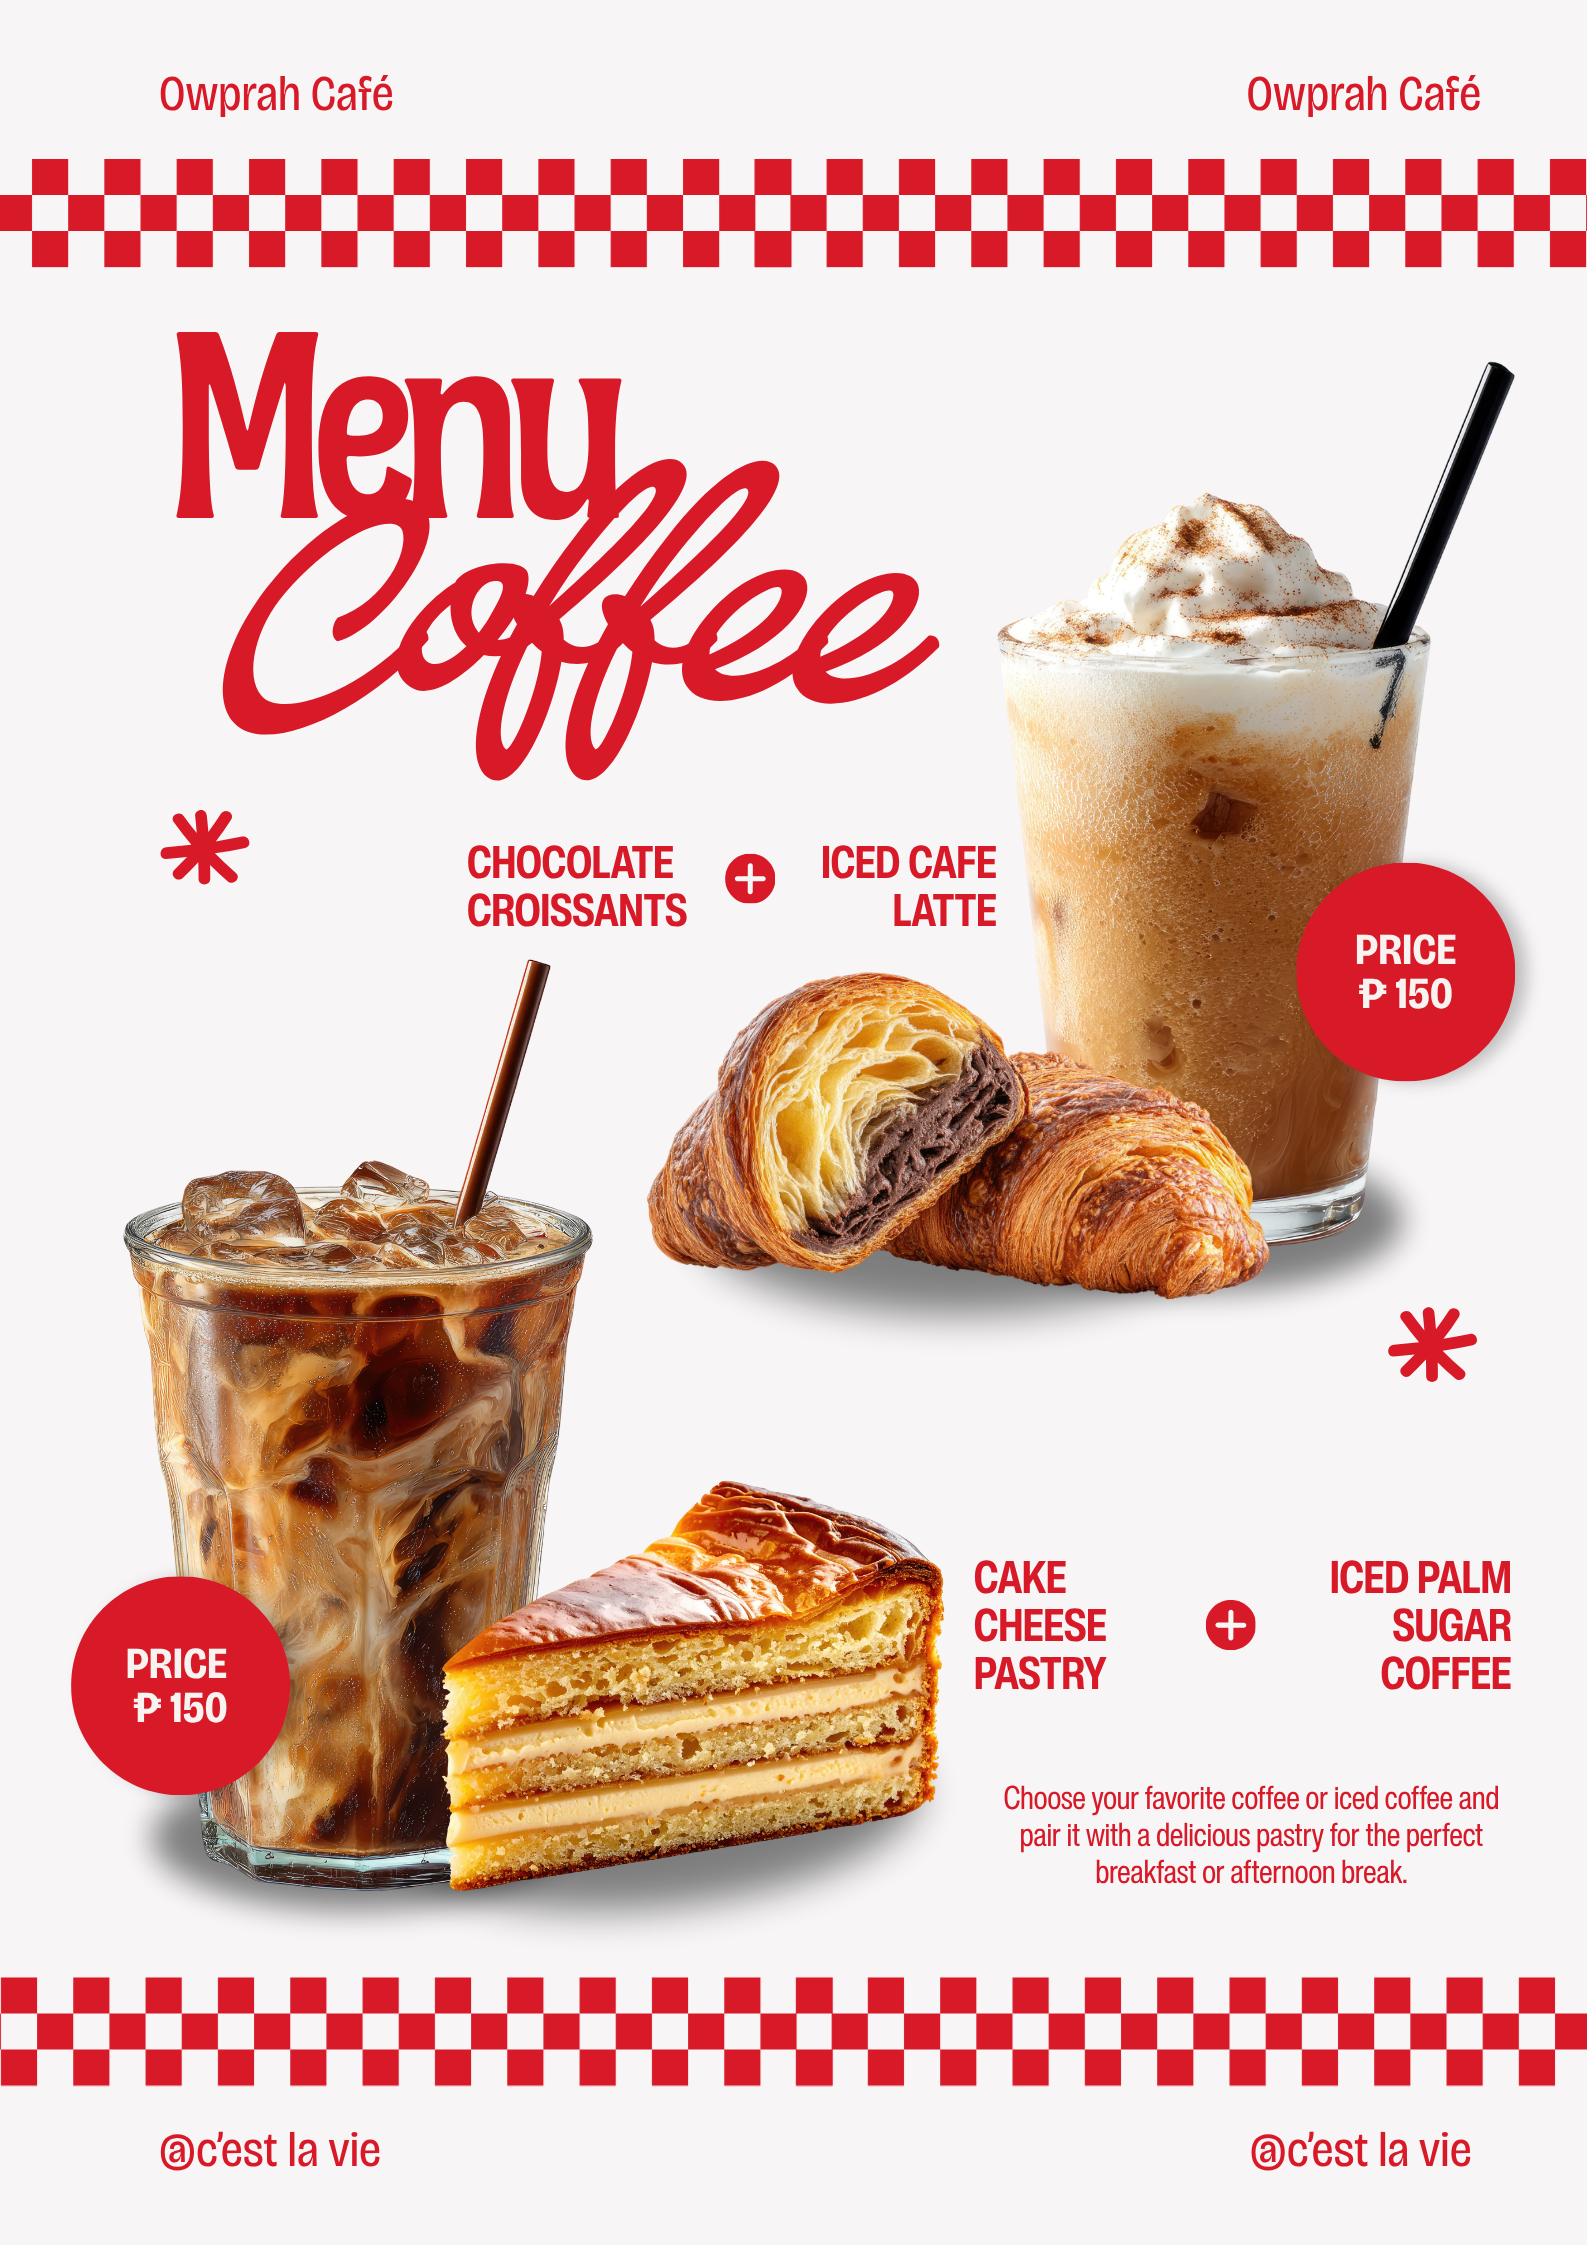 Owprah Café
Owprah Café
Menu
Coffee
CHOCOLATE
CROISSANTS
ICED CAFE
LATTE
PRICE
₱ 150
PRICE
₱ 150
CAKE
CHEESE
PASTRY
ICED PALM
SUGAR
COFFEE
Choose your favorite coffee or iced coffee and
pair it with a delicious pastry for the perfect
breakfast or afternoon break.
@c'est la vie
@c'est la vie